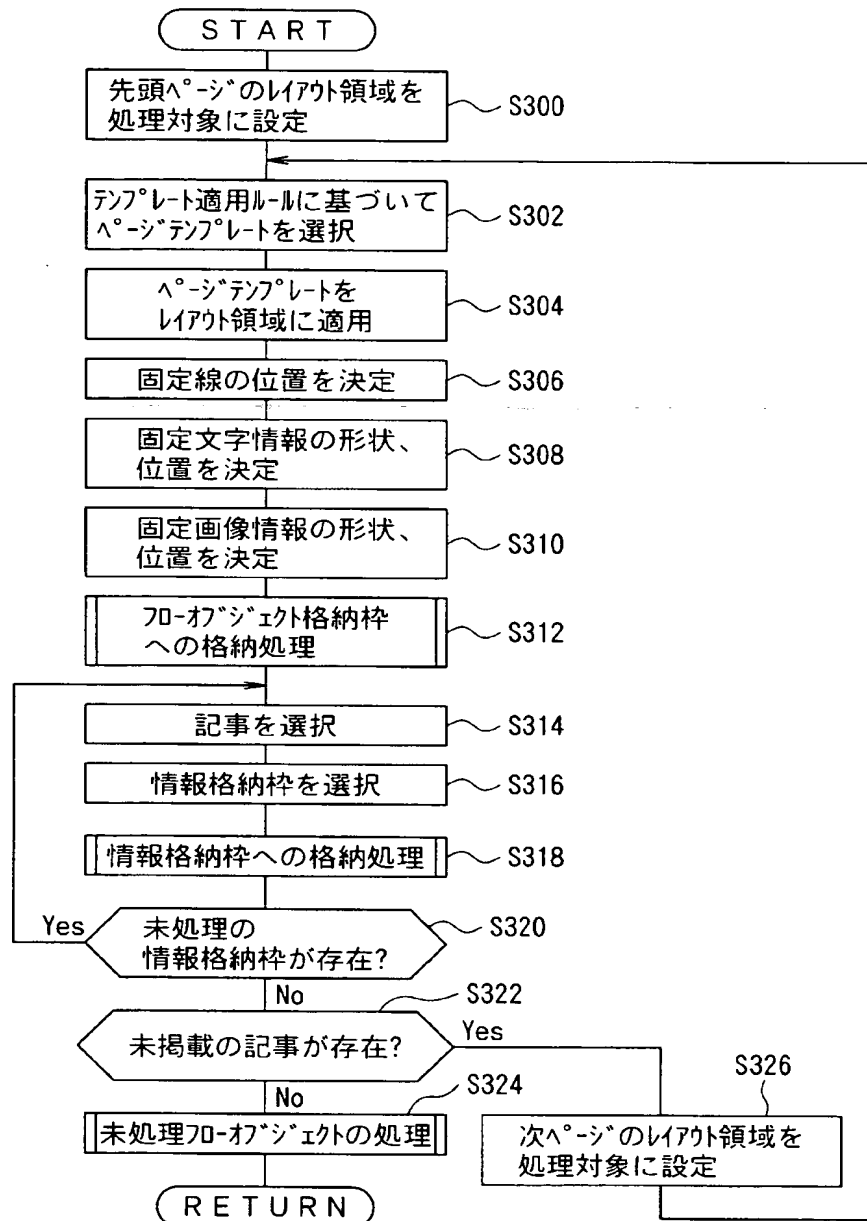 START
先頭ページのレイアウト領域を
処理対象に設定
S300
テンプレート適用ルールに基づいて
ページテンプレートを選択
S302
ページテンプレートを
レイアウト領域に適用
S304
固定線の位置を決定
S306
固定文字情報の形状、
位置を決定
S308
固定画像情報の形状、
位置を決定
S310
フローオブジェクト格納枠
への格納処理
S312
記事を選択
S314
情報格納枠を選択
S316
情報格納枠への格納処理
S318
Yes
未処理の
情報格納枠が存在?
S320
No
S322
未掲載の記事が存在?
Yes
No
S324
未処理フローオブジェクトの処理
S326
次ページのレイアウト領域を
処理対象に設定
RETURN